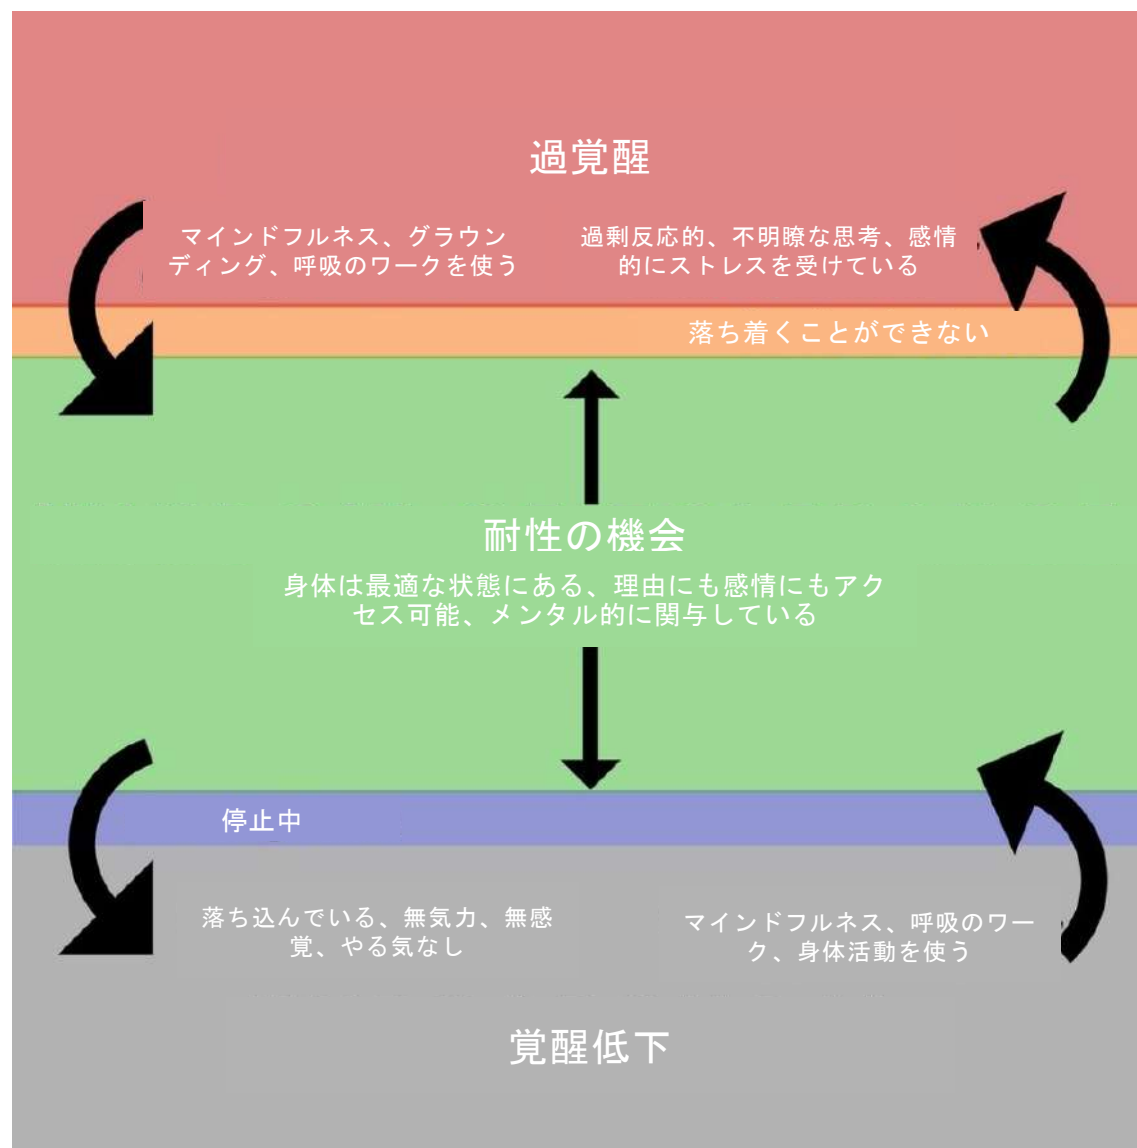 過覚醒
マインドフルネス、グラウン
ディング、呼吸のワークを使う
過剰反応的、不明瞭な思考、感情
的にストレスを受けている
落ち着くことができない
耐性の機会
身体は最適な状態にある、理由にも感情にもアク
セス可能、メンタル的に関与している
停止中
落ち込んでいる、無気力、無感
覚、やる気なし
マインドフルネス、呼吸のワー
ク、身体活動を使う
覚醒低下